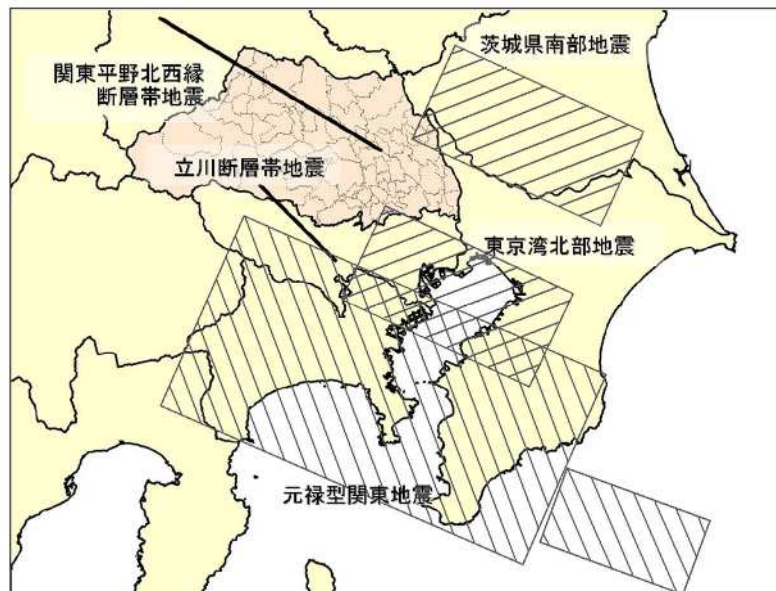 茨城県南部地震
関東平野北西縁
断層帯地震
立川断層帯地震
東京湾北部地震
元禄型関東地震